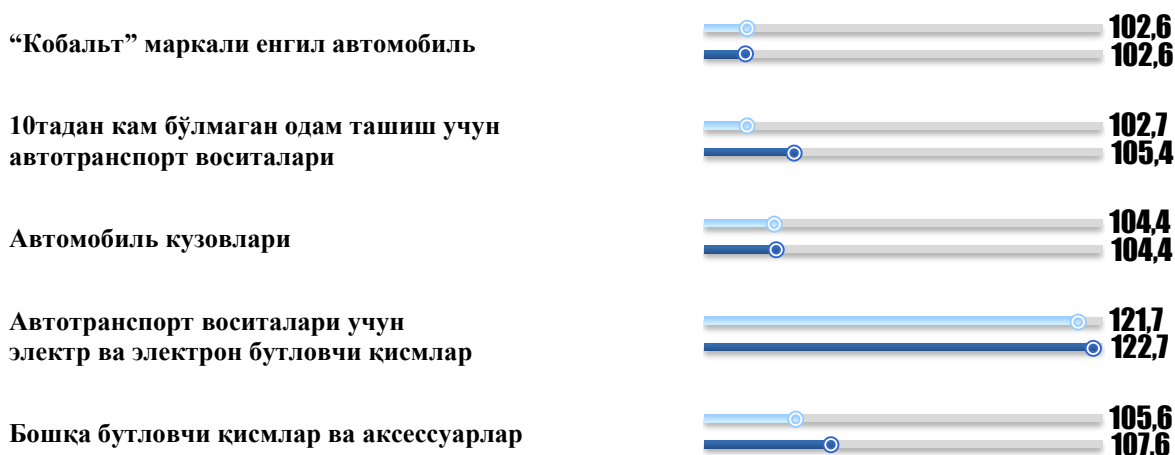 “Кобальт” маркали енгил автомобиль
102,6
102,6
10тадан кам бўлмаган одам ташиш учун
автотранспорт воситалари
102,7
105,4
Автомобиль кузовлари
104,4
104,4
Автотранспорт воситалари учун
электр ва электрон бутловчи қисмлар
121,7
122,7
Бошқа бутловчи қисмлар ва аксессуарлар
105,6
107,6